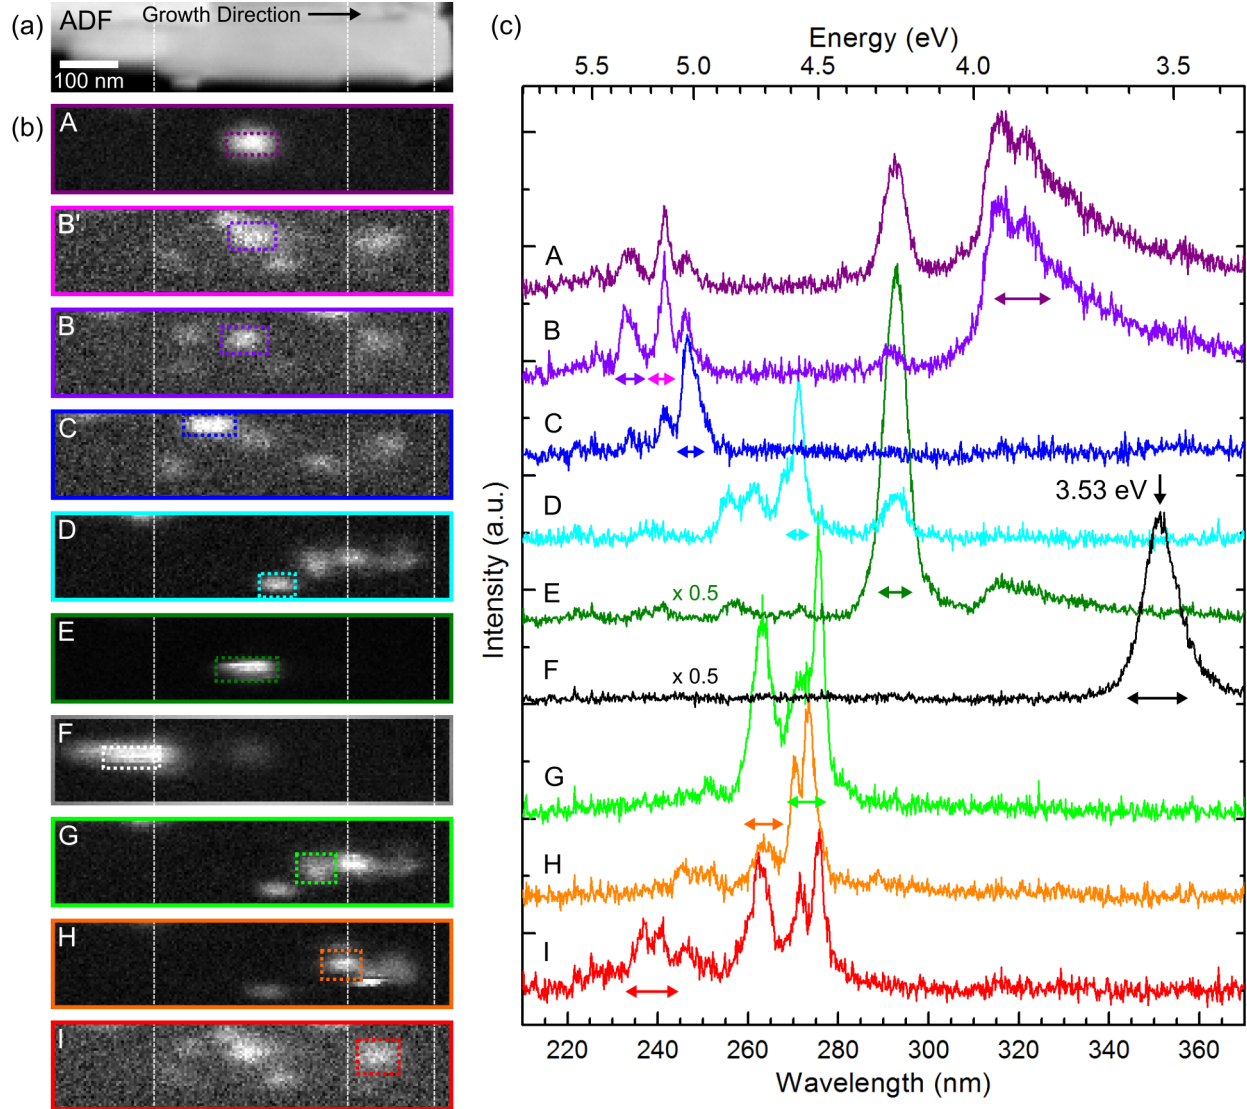 (a)
ADF
Growth Direction
100 nm
(b)
A
B'
B
C
D
E
F
G
H
I
(c)
Energy (eV)
5.5 5.0 4.5 4.0 3.5
Intensity (a.u.)
A
B
C
D
3.53 eV
E
x 0.5
F
x 0.5
G
H
I
220 240 260 280 300 320 340 360
Wavelength (nm)